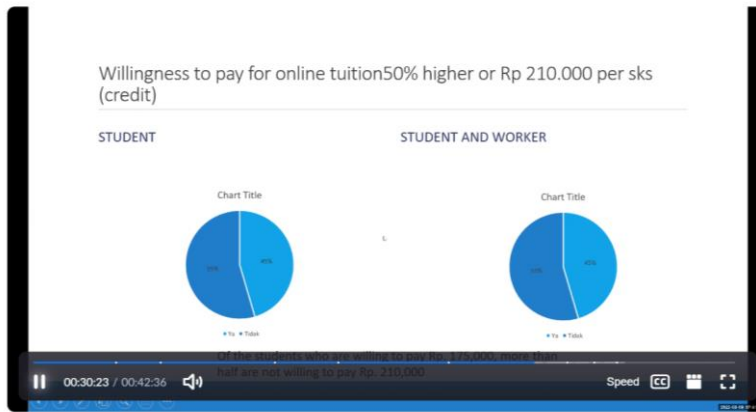 Willingness to pay for online tuition50% higher or Rp 210.000 per sks
(credit)
STUDENT
STUDENT AND WORKER
Chart Title
45%
Ya Tidak
Chart Title
45%
Ya Tidak
Of the students who are willing to pay Rp. 175,000, more than
half are not willing to pay Rp. 210,000
00:30:23 / 00:42:36
Speed
CC